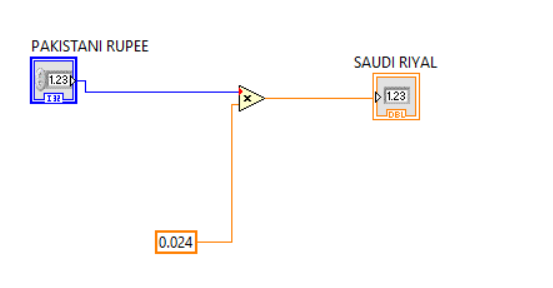 PAKISTANI RUPEE
1.23
I32
SAUDI RIYAL
1.23
DBL
×
0.024